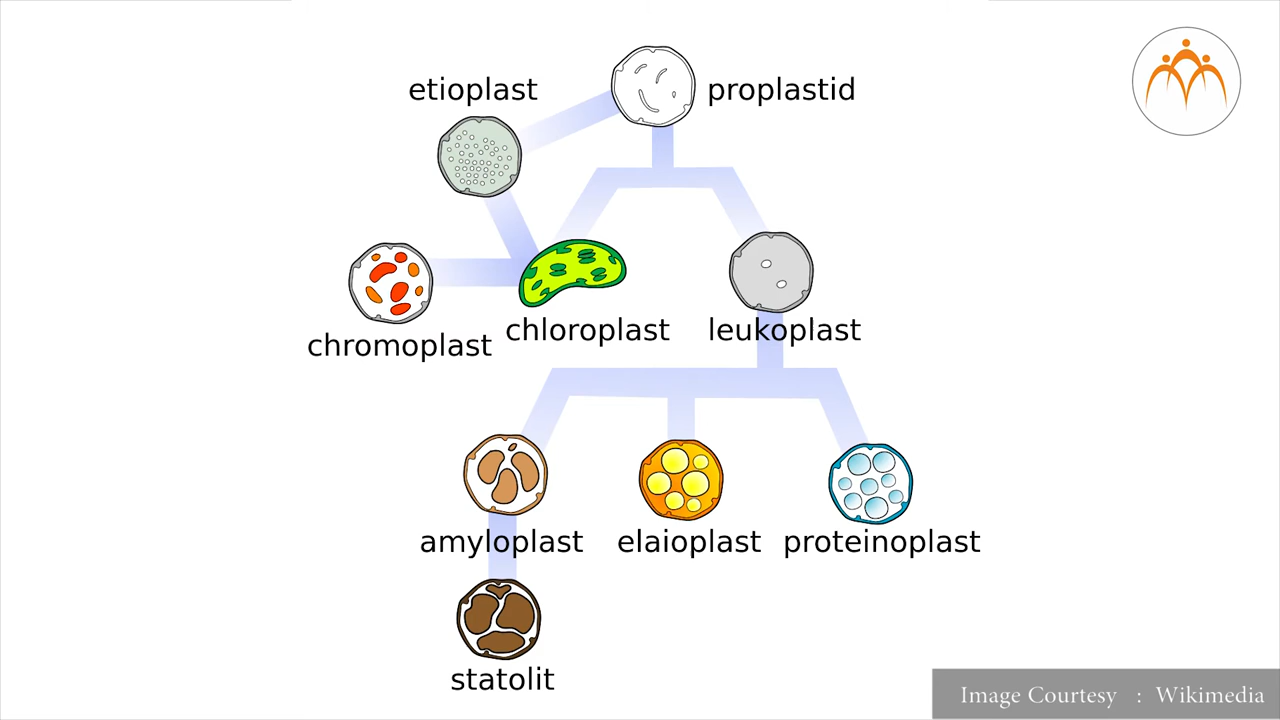 etioplast
proplastid
chromoplast
chloroplast
leukoplast
amyloplast
elaioplast
proteinoplast
statolit
Image Courtesy : Wikimedia